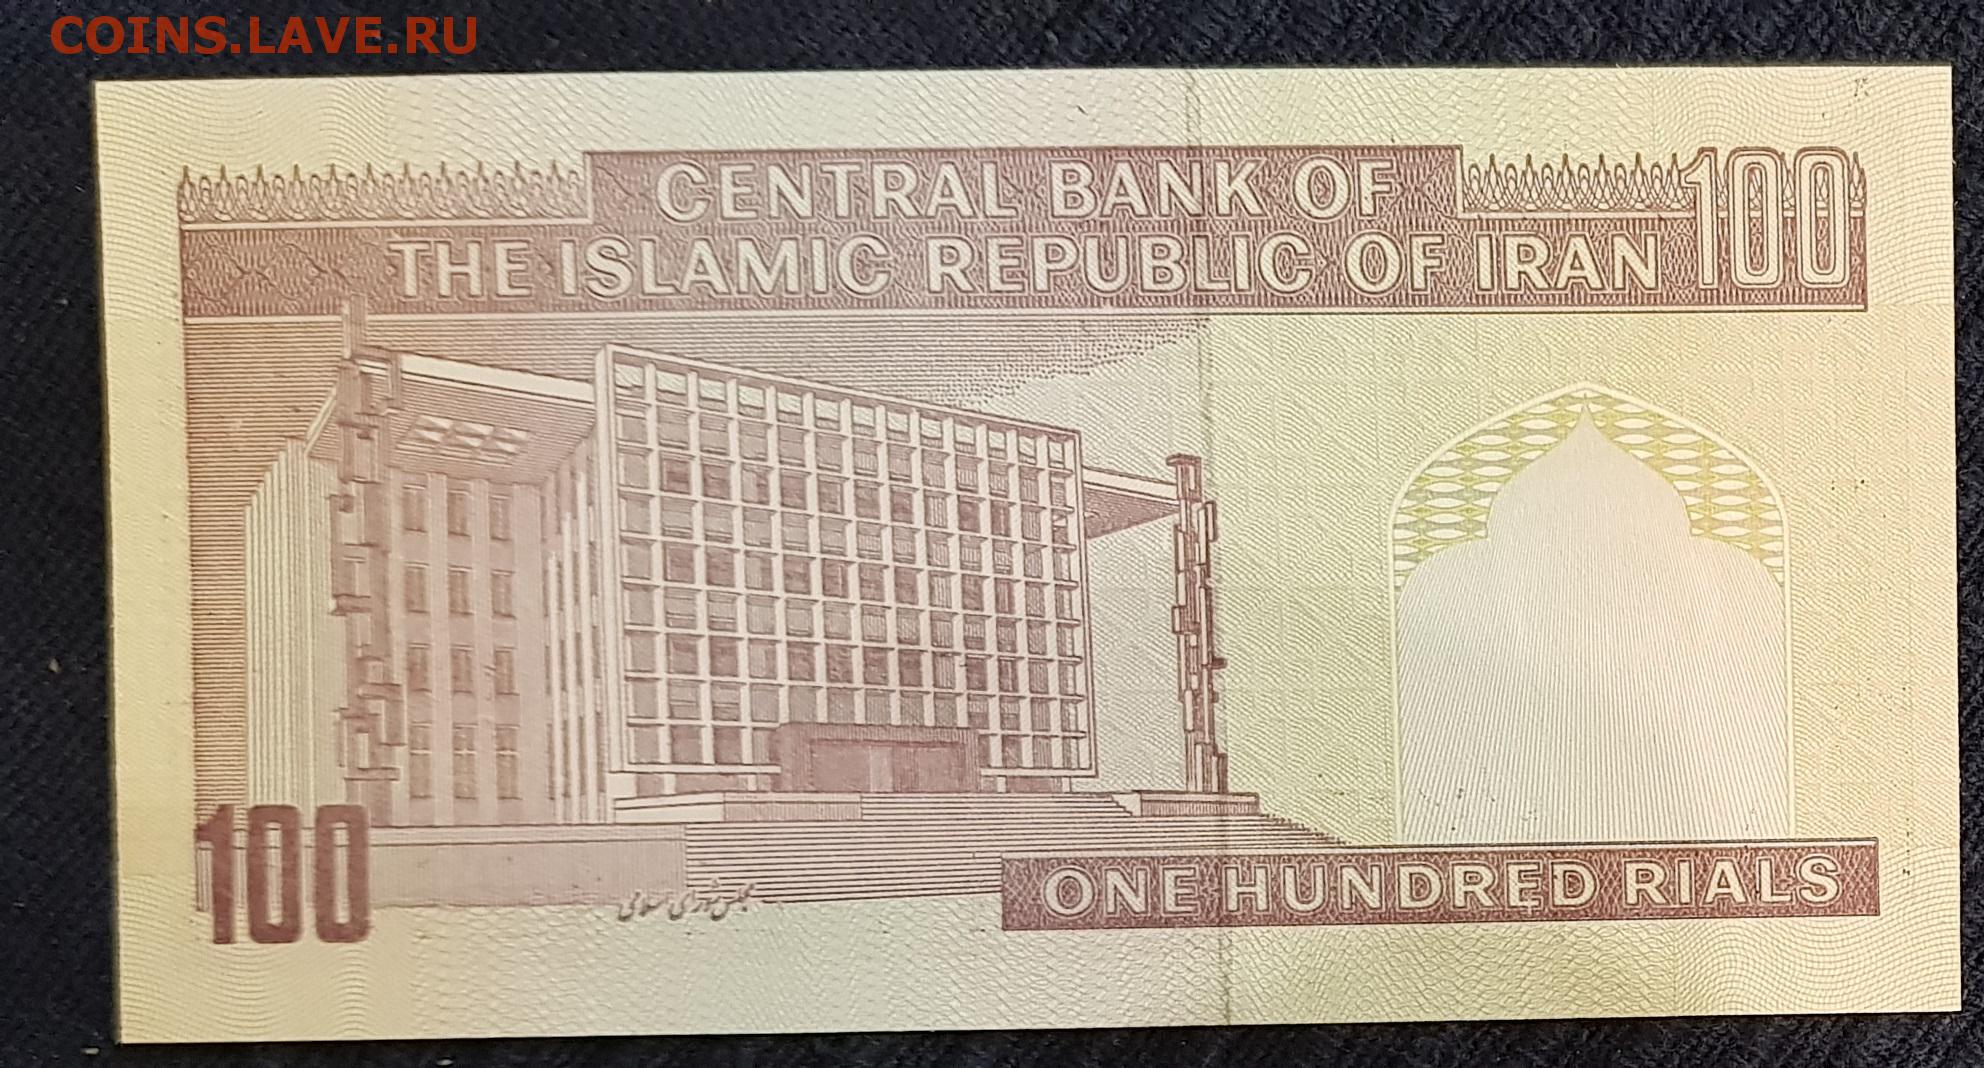 COINS.LAVE.RU
CENTRAL BANK OF
THE ISLAMIC REPUBLIC OF IRAN 100
100
مجلس شورای اسلامی
ONE HUNDRED RIALS